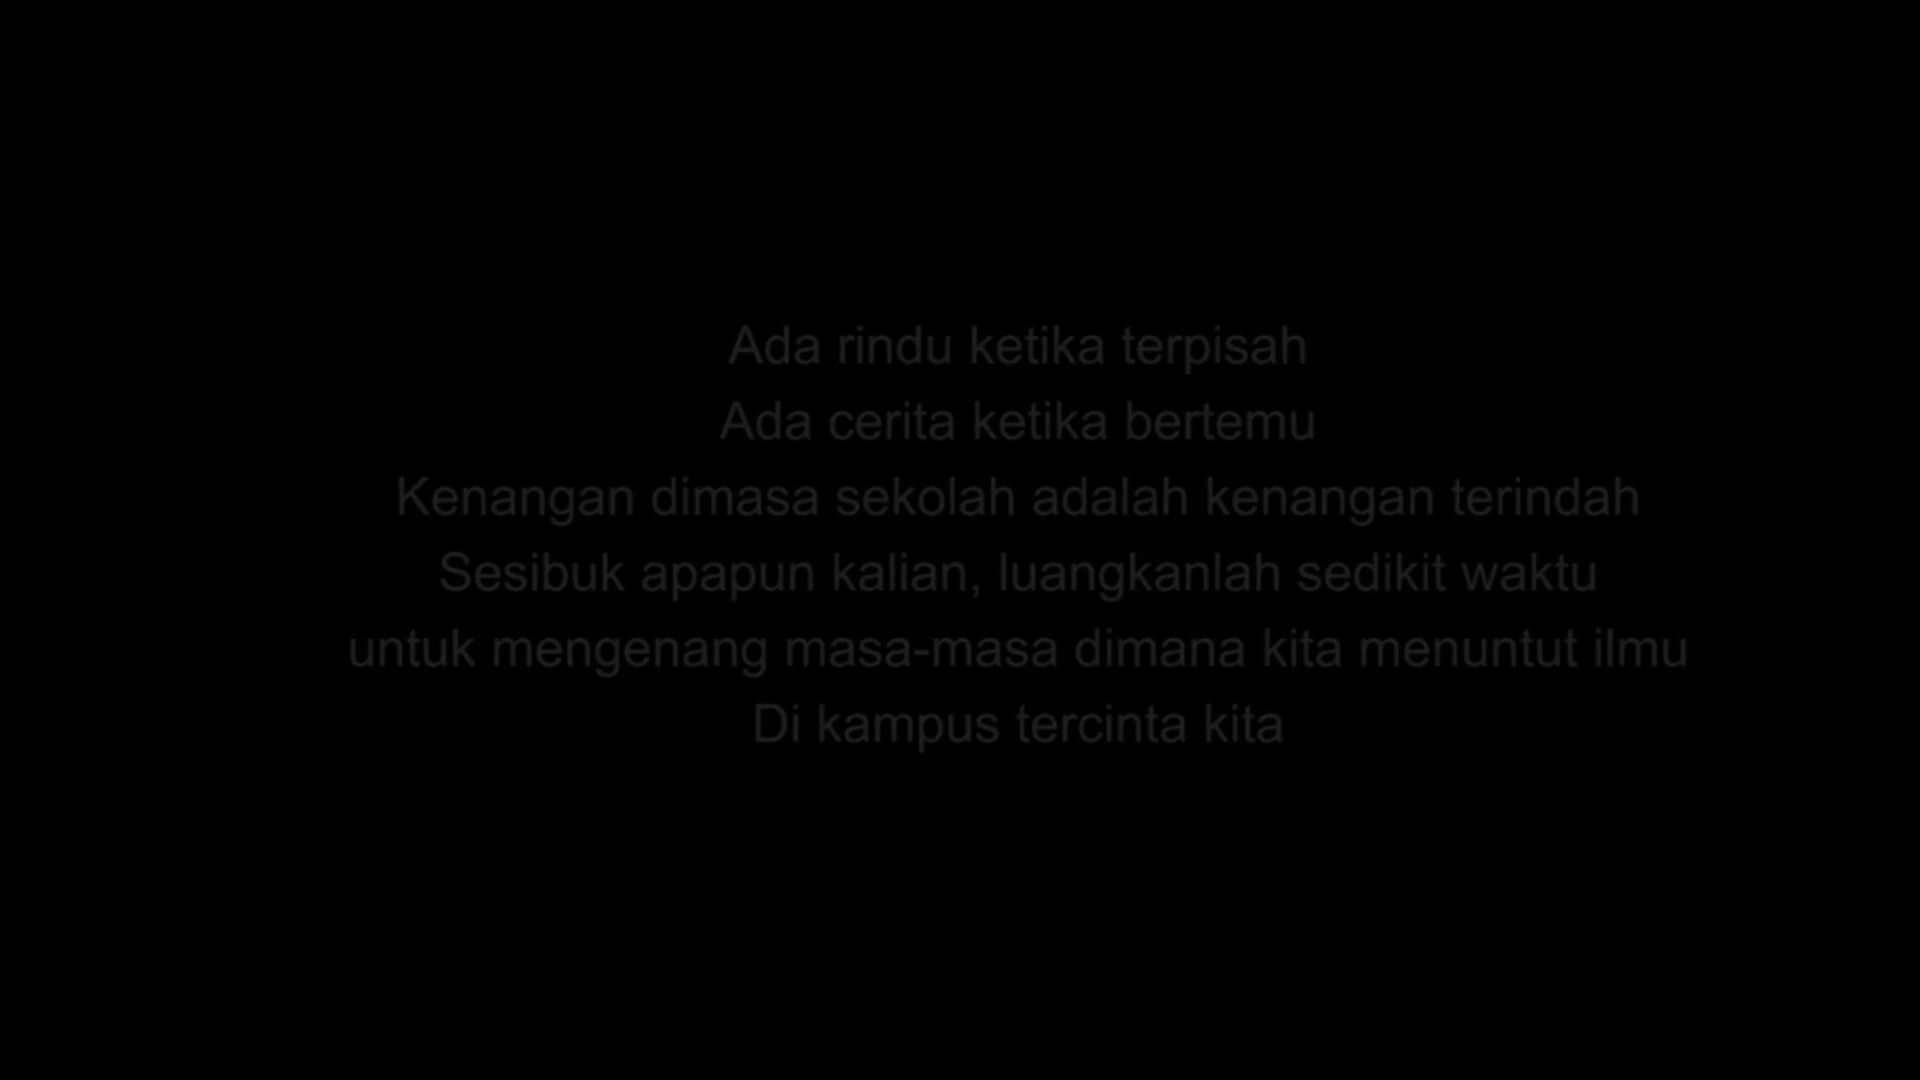 Ada rindu ketika terpisah
Ada cerita ketika bertemu
Kenangan dimasa sekolah adalah kenangan terindah
Sesibuk apapun kalian, luangkanlah sedikit waktu
untuk mengenang masa-masa dimana kita menuntut ilmu
Di kampus tercinta kita